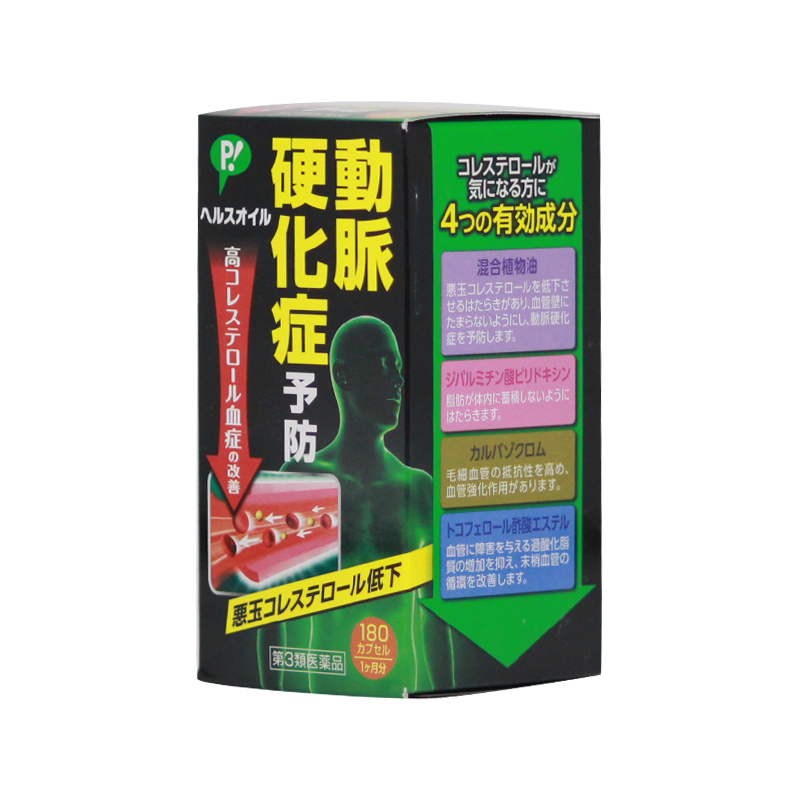 P!
ヘルスオイル
動脈
硬化症
予防
高コレステロール血症の改善
悪玉コレステロール低下
180
カプセル
1ヶ月分
第3類医薬品
コレステロールが
気になる方に
4つの有効成分
混合植物油
悪玉コレステロールを低下さ
せるはたらきがあり、血管壁に
たまらないようにし、動脈硬化
症を予防します。
ジパルミチン酸ピリドキシン
脂肪が体内に蓄積しないように
はたらきます。
カルバゾクロム
毛細血管の抵抗性を高め、
血管強化作用があります。
トコフェロール酢酸エステル
血管に障害を与える過酸化脂
質の増加を抑え、末梢血管の
循環を改善します。